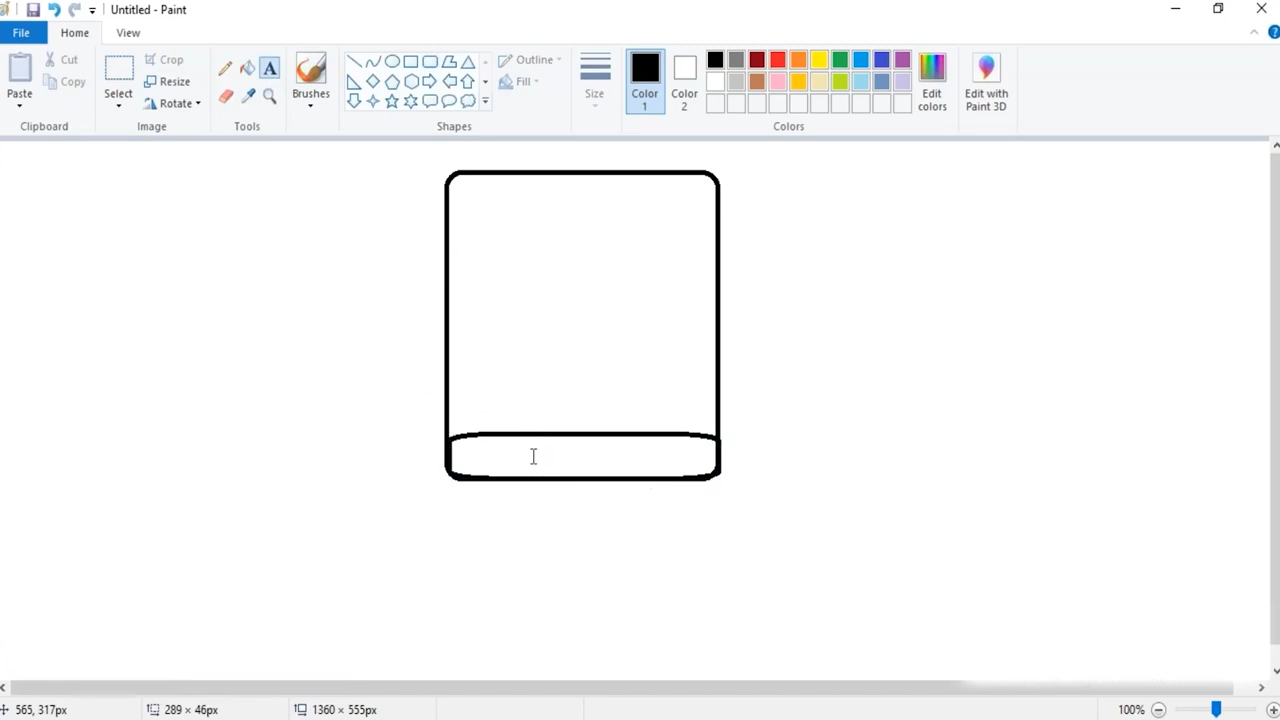 Untitled - Paint
File Home View
Paste
Cut
Copy
Clipboard
Select
Crop
Resize
Rotate
Image
A
Tools
Brushes
Outline
Fill
Shapes
Size
Color 1
Color 2
Edit colors
Colors
Edit with Paint 3D
565, 317px 289 × 46px 1360 × 555px 100%